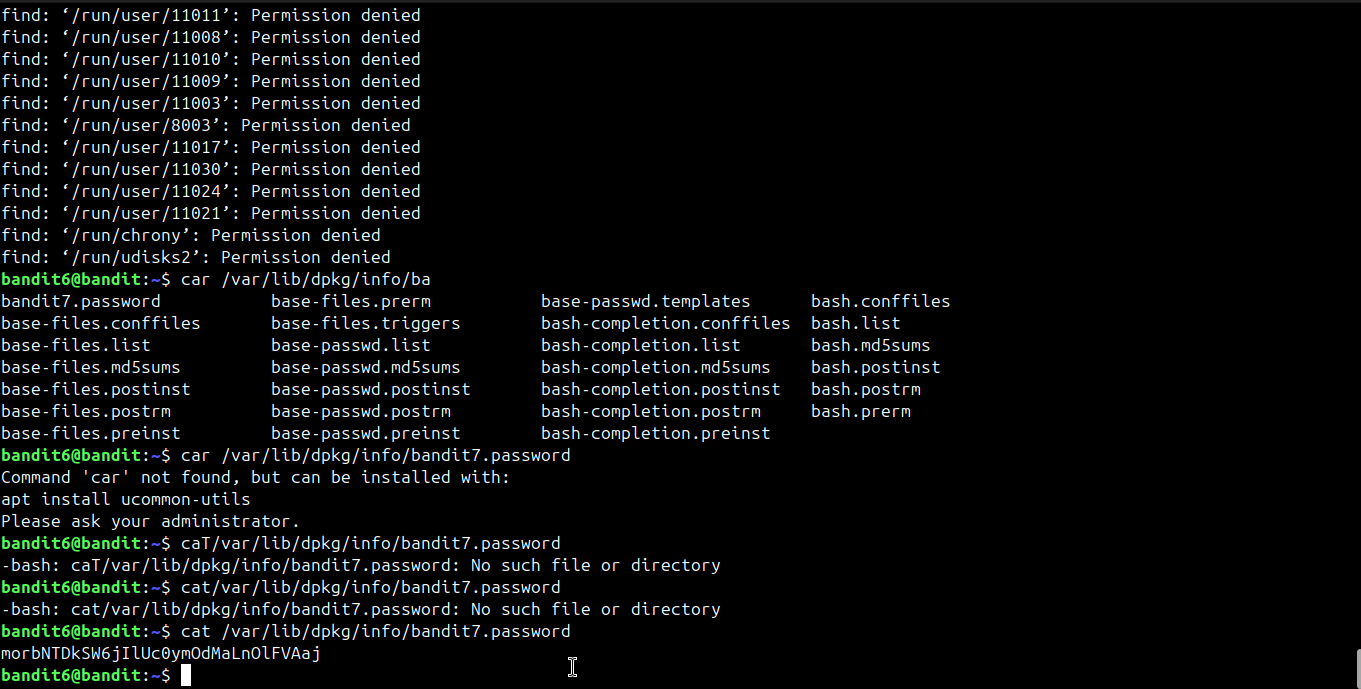 find: ‘/run/user/11011’: Permission denied
find: ‘/run/user/11008’: Permission denied
find: ‘/run/user/11010’: Permission denied
find: ‘/run/user/11009’: Permission denied
find: ‘/run/user/11003’: Permission denied
find: ‘/run/user/8003’: Permission denied
find: ‘/run/user/11017’: Permission denied
find: ‘/run/user/11030’: Permission denied
find: ‘/run/user/11024’: Permission denied
find: ‘/run/user/11021’: Permission denied
find: ‘/run/chrony’: Permission denied
find: ‘/run/udisks2’: Permission denied
bandit6@bandit:~$ car /var/lib/dpkg/info/ba
bandit7.password           base-files.prerm           base-passwd.templates      bash.conffiles
base-files.conffiles       base-files.triggers        bash-completion.conffiles  bash.list
base-files.list            base-passwd.list           bash-completion.list       bash.md5sums
base-files.md5sums         base-passwd.md5sums        bash-completion.md5sums    bash.postinst
base-files.postinst        base-passwd.postinst       bash-completion.postinst   bash.postrm
base-files.postrm          base-passwd.postrm         bash-completion.postrm     bash.prerm
base-files.preinst         base-passwd.preinst        bash-completion.preinst
bandit6@bandit:~$ car /var/lib/dpkg/info/bandit7.password
Command 'car' not found, but can be installed with:
apt install ucommon-utils
Please ask your administrator.
bandit6@bandit:~$ caT/var/lib/dpkg/info/bandit7.password
-bash: caT/var/lib/dpkg/info/bandit7.password: No such file or directory
bandit6@bandit:~$ cat/var/lib/dpkg/info/bandit7.password
-bash: cat/var/lib/dpkg/info/bandit7.password: No such file or directory
bandit6@bandit:~$ cat /var/lib/dpkg/info/bandit7.password
morbNTDkSW6jIlUc0ymOdMaLnOlFVAaj
bandit6@bandit:~$